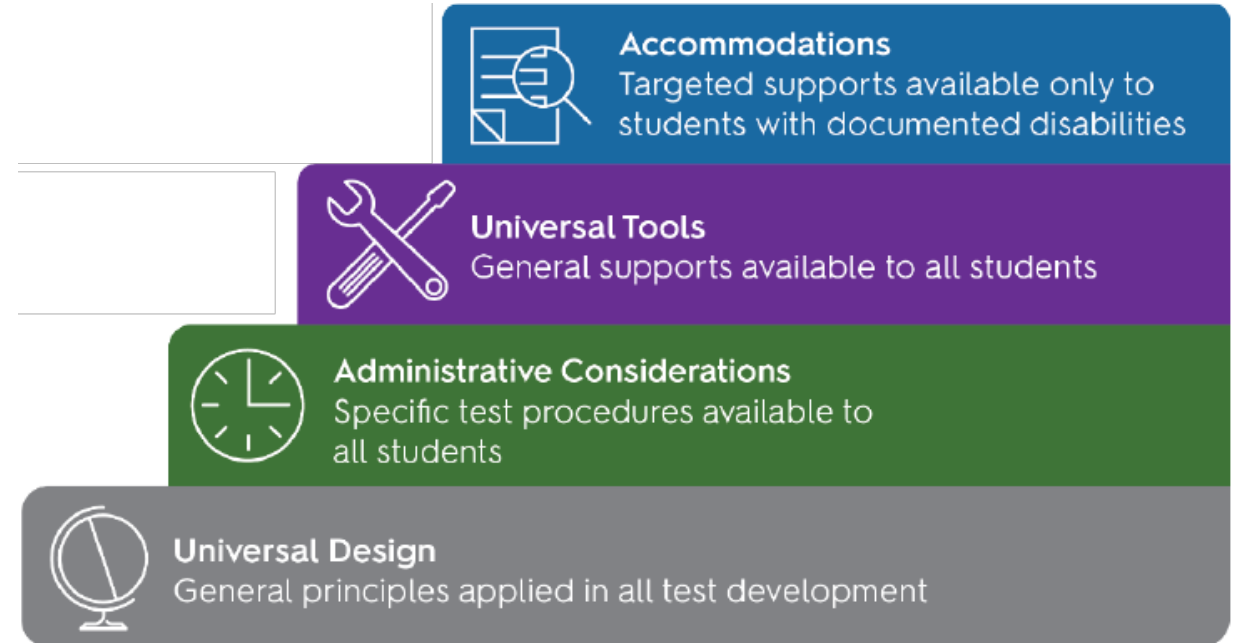 Accommodations
Targeted supports available only to
students with documented disabilities
Universal Tools
General supports available to all students
Administrative Considerations
Specific test procedures available to
all students
Universal Design
General principles applied in all test development